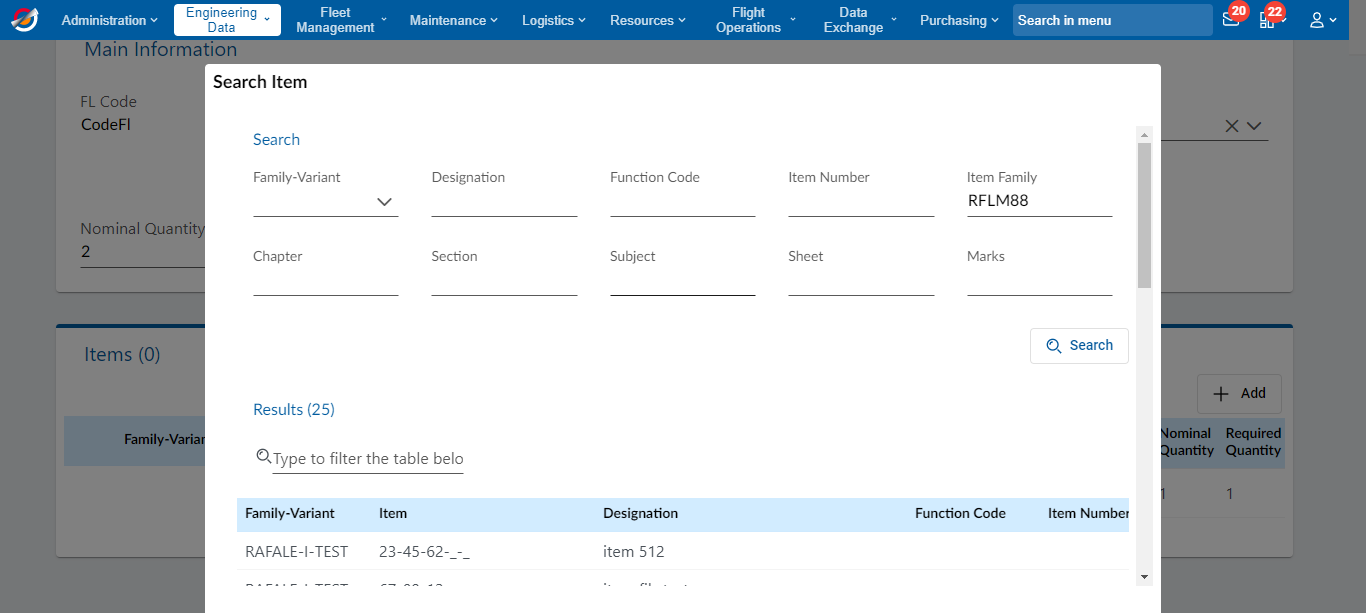 Administration
Engineering
Data
Fleet
Management
Maintenance
Logistics
Resources
Flight
Operations
Data
Exchange
Purchasing
Search in menu
20
22
Main Information
Search Item
FL Code
CodeFl
Search
Family-Variant
Designation
Function Code
Item Number
Item Family
RFLM88
Nominal Quantity
2
Chapter
Section
Subject
Sheet
Marks
Search
Items (0)
Add
Results (25)
Family-Varian
Nominal
Quantity
Required
Quantity
Type to filter the table belo
1
1
Family-Variant
Item
Designation
Function Code
Item Number
RAFALE-I-TEST
23-45-62-_-_
item 512
RAFALE-I-TEST